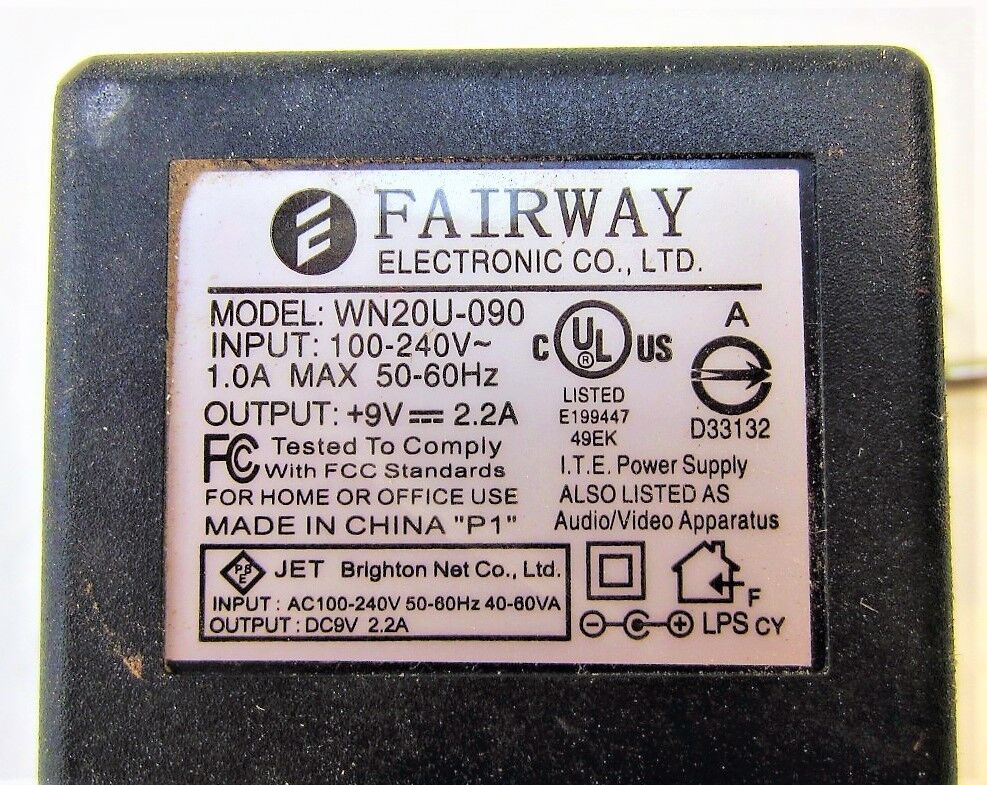 FAIRWAY
ELECTRONIC CO., LTD.
MODEL: WN20U-090
INPUT: 100-240V~
1.0A MAX 50-60Hz
OUTPUT: +9V⎓2.2A
FC Tested To Comply
With FCC Standards
FOR HOME OR OFFICE USE
MADE IN CHINA "P1"
C UL® US
LISTED
E199447
49EK
A
D33132
I.T.E. Power Supply
ALSO LISTED AS
Audio/Video Apparatus
PSE JET Brighton Net Co., Ltd.
INPUT : AC100-240V 50-60Hz 40-60VA
OUTPUT : DC9V 2.2A
F
LPS CY